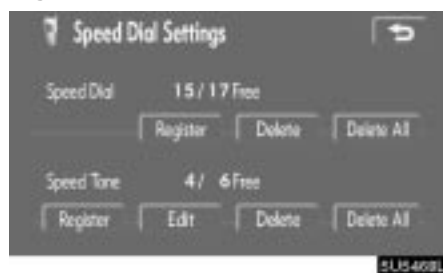 Speed Dial Settings
Speed Dial 15/17 Free
Register Delete Delete All
Speed Tone 4/ 6 Free
Register Edit Delete Delete All